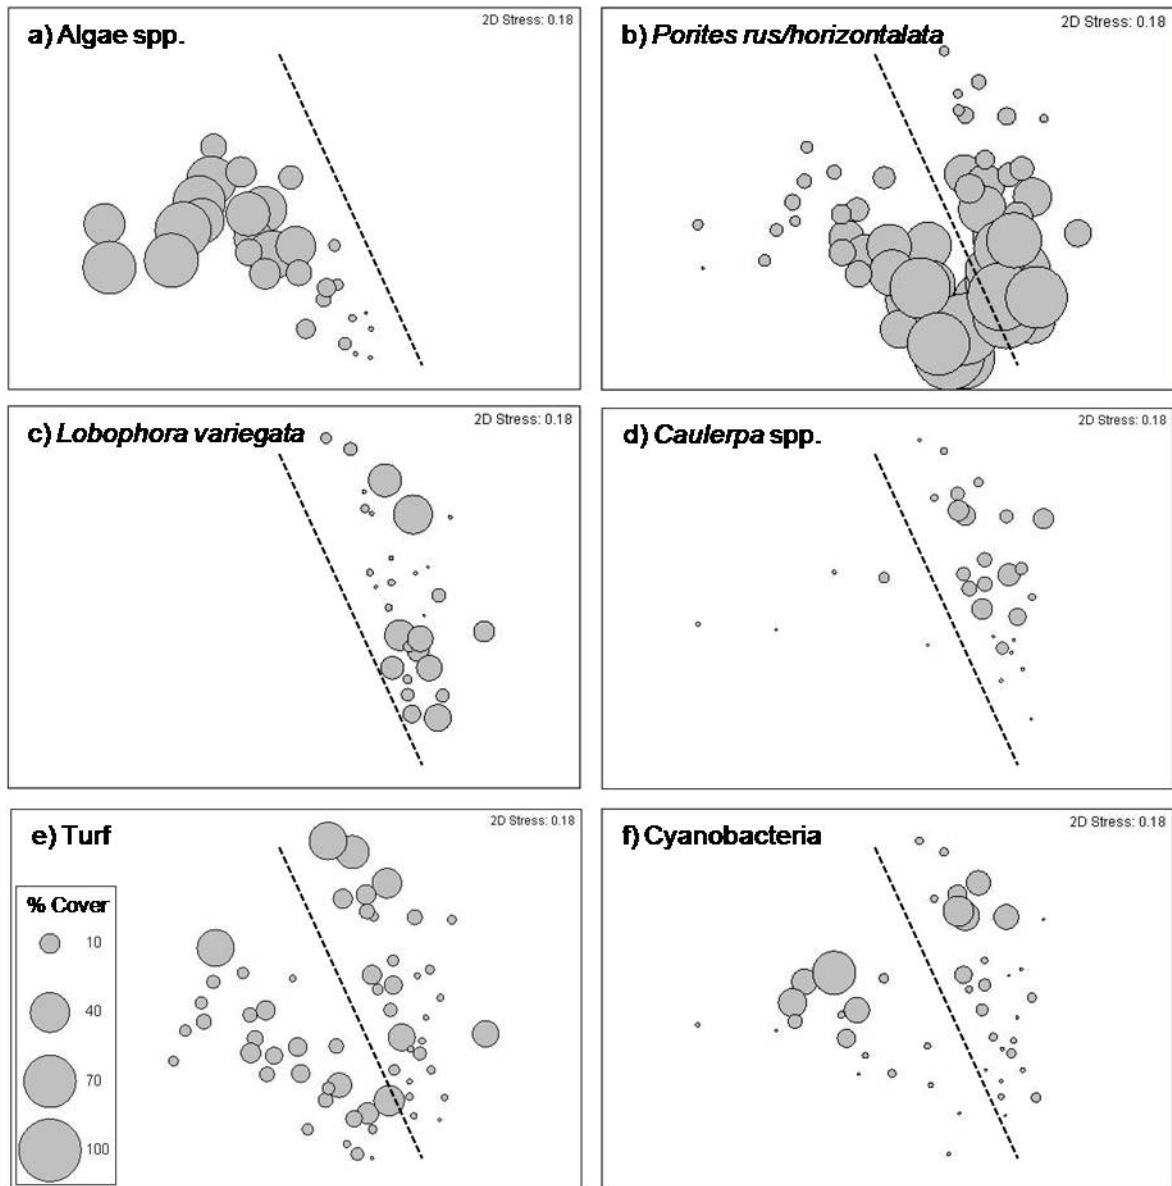 2D Stress: 0.18
a) Algae spp.
2D Stress: 0.18
b) Porites rus/horizontalata
2D Stress: 0.18
c) Lobophora variegata
2D Stress: 0.18
d) Caulerpa spp.
2D Stress: 0.18
e) Turf
% Cover
10
40
70
100
2D Stress: 0.18
f) Cyanobacteria